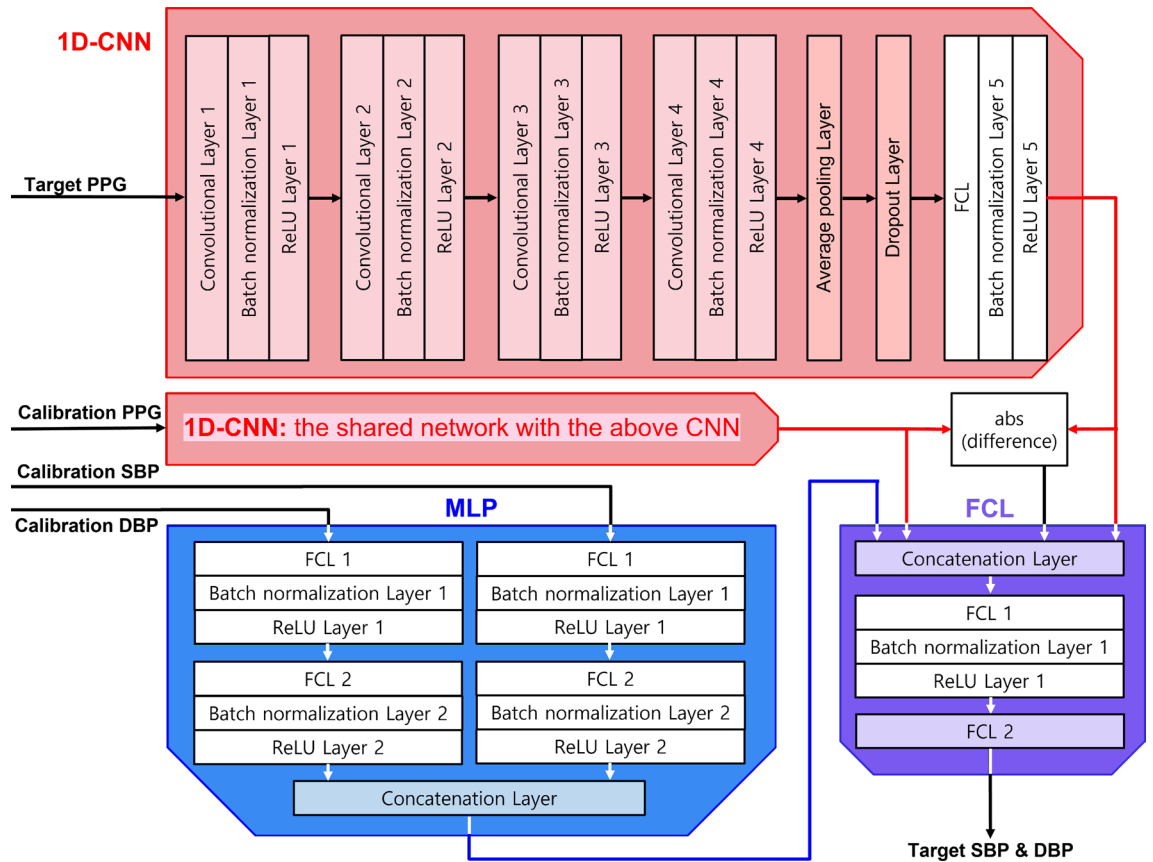 1D-CNN
Target PPG
Convolutional Layer 1
Batch normalization Layer 1
ReLU Layer 1
Convolutional Layer 2
Batch normalization Layer 2
ReLU Layer 2
Convolutional Layer 3
Batch normalization Layer 3
ReLU Layer 3
Convolutional Layer 4
Batch normalization Layer 4
ReLU Layer 4
Average pooling Layer
Dropout Layer
FCL
Batch normalization Layer 5
ReLU Layer 5
Calibration PPG
1D-CNN: the shared network with the above CNN
abs
(difference)
Calibration SBP
Calibration DBP
MLP
FCL 1
Batch normalization Layer 1
ReLU Layer 1
FCL 2
Batch normalization Layer 2
ReLU Layer 2
FCL 1
Batch normalization Layer 1
ReLU Layer 1
FCL 2
Batch normalization Layer 2
ReLU Layer 2
Concatenation Layer
FCL
Concatenation Layer
FCL 1
Batch normalization Layer 1
ReLU Layer 1
FCL 2
Target SBP & DBP